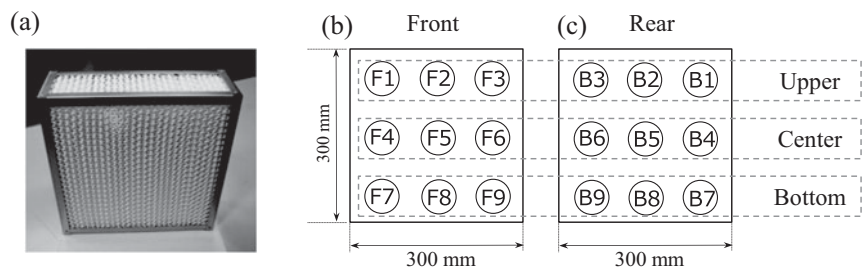 (a)
(b) Front
(c) Rear
F1 F2 F3
B3 B2 B1
Upper
F4 F5 F6
B6 B5 B4
Center
F7 F8 F9
B9 B8 B7
Bottom
300 mm
300 mm
300 mm